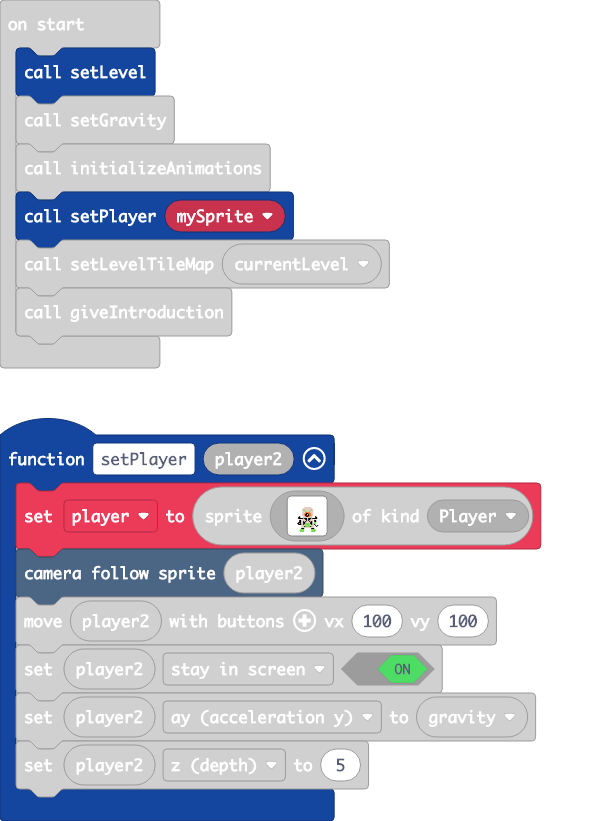 on start
call setLevel
call setGravity
call initializeAnimations
call setPlayer mySprite
call setLevelTileMap currentLevel
call giveIntroduction
function setPlayer player2
set player to sprite of kind Player
camera follow sprite player2
move player2 with buttons vx 100 vy 100
set player2 stay in screen ON
set player2 ay (acceleration y) to gravity
set player2 z (depth) to 5